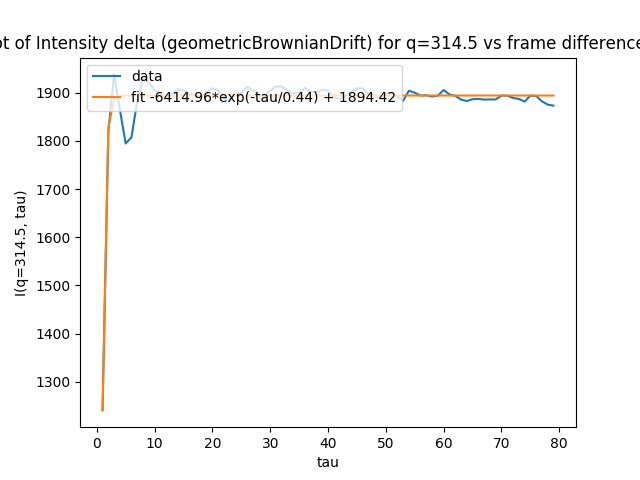 ot of Intensity delta (geometricBrownianDrift) for q=314.5 vs frame difference
data
fit -6414.96*exp(-tau/0.44) + 1894.42
1900
1800
1700
1600
1500
1400
1300
I(q=314.5, tau)
0 10 20 30 40 50 60 70 80
tau